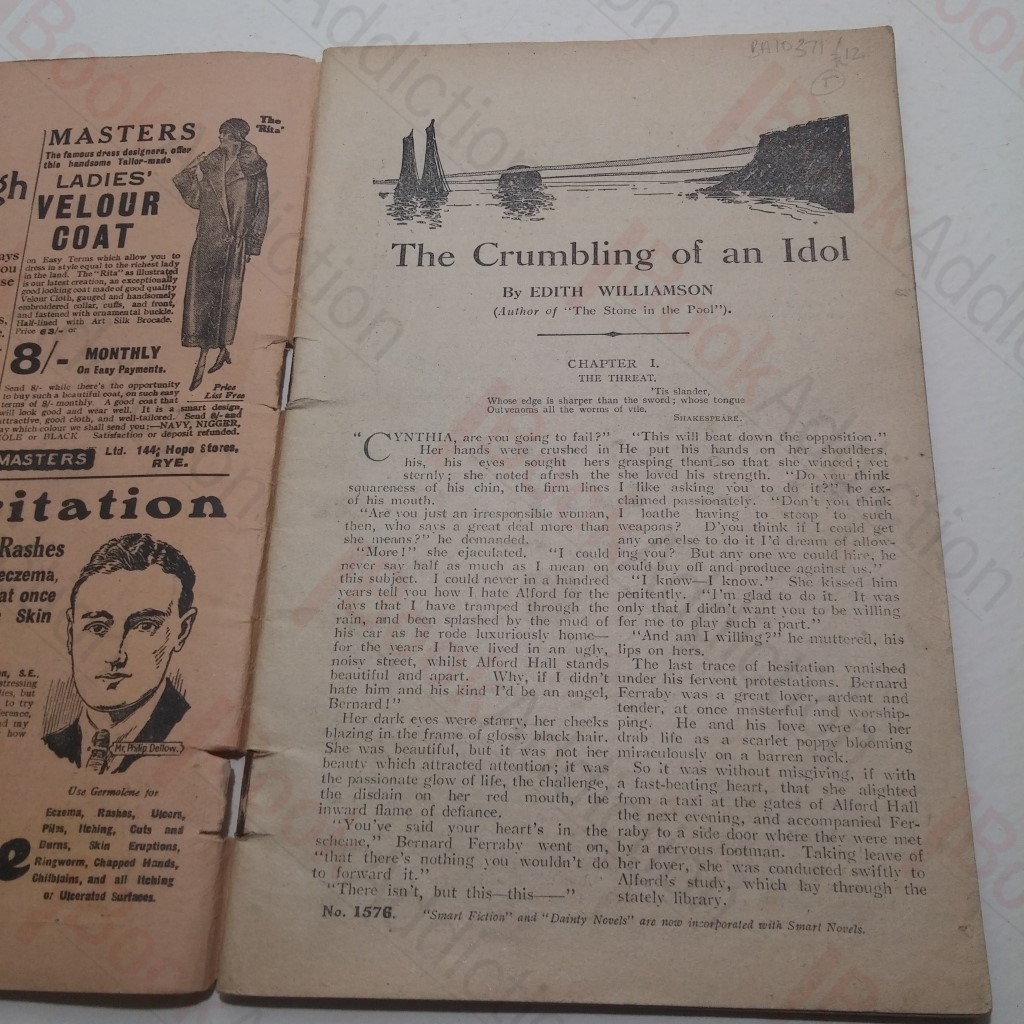 MASTERS
The famous dress designers, offer
this handsome Tailor-made
LADIES'
VELOUR
COAT
The
'Rita'
on Easy Terms which allow you to
dress in style equal to the richest lady
in the land. The "Rita" as illustrated
is our latest creation, an exceptionally
good looking coat made of good quality
Velour Cloth, gauged and handsomely
embroidered collar, cuffs, and front,
and fastened with ornamental buckle.
Half-lined with Art Silk Brocade.
Price 63/- or
8/- MONTHLY
On Easy Payments.
Price
List Free
Send 8/- while there's the opportunity
to buy such a beautiful coat, on such easy
terms of 8/- monthly. A good coat that
will look good and wear well. It is a smart design,
attractive, good cloth, and well-tailored. Send 8/- and
say which colour we shall send you:—NAVY, NIGGER,
MOLE or BLACK Satisfaction or deposit refunded.
MASTERS Ltd. 144, Hope Stores,
RYE.
itation
Rashes
eczema,
at once
Skin
Mr. Philip Dellow.
Use Germolene for
Eczema, Rashes, Ulcers,
Piles, Itching, Cuts and
Burns, Skin Eruptions,
Ringworm, Chapped Hands,
Chilblains, and all Itching
or Ulcerated Surfaces.
The Crumbling of an Idol
By EDITH WILLIAMSON
(Author of "The Stone in the Pool").
CHAPTER I.
THE THREAT.
'Tis slander,
Whose edge is sharper than the sword; whose tongue
Outvenoms all the worms of vile.
SHAKESPEARE.
"CYNTHIA, are you going to fail?"
Her hands were crushed in
his, his eyes sought hers
sternly; she noted afresh the
squareness of his chin, the firm lines
of his mouth.
"Are you just an irresponsible woman,
then, who says a great deal more than
she means?" he demanded.
"More!" she ejaculated. "I could
never say half as much as I mean on
this subject. I could never in a hundred
years tell you how I hate Alford for the
days that I have tramped through the
rain, and been splashed by the mud of
his car as he rode luxuriously home—
for the years I have lived in an ugly,
noisy street, whilst Alford Hall stands
beautiful and apart. Why, if I didn't
hate him and his kind I'd be an angel,
Bernard!"
Her dark eyes were starry, her cheeks
blazing in the frame of glossy black hair.
She was beautiful, but it was not her
beauty which attracted attention; it was
the passionate glow of life, the challenge,
the disdain on her red mouth, the
inward flame of defiance.
"You've said your heart's in the
scheme," Bernard Ferraby went on,
"that there's nothing you wouldn't do
to forward it."
"There isn't, but this—this——"
"This will beat down the opposition."
He put his hands on her shoulders,
grasping them so that she winced; yet
she loved his strength. "Do you think
I like asking you to do it?" he ex-
claimed passionately. "Don't you think
I loathe having to stoop to such
weapons? D'you think if I could get
any one else to do it I'd dream of allow-
ing you? But any one we could hire, he
could buy off and produce against us."
"I know—I know." She kissed him
penitently. "I'm glad to do it. It was
only that I didn't want you to be willing
for me to play such a part."
"And am I willing?" he muttered, his
lips on hers.
The last trace of hesitation vanished
under his fervent protestations. Bernard
Ferraby was a great lover, ardent and
tender, at once masterful and worship-
ping. He and his love were to her
drab life as a scarlet poppy blooming
miraculously on a barren rock.
So it was without misgiving, if with
a fast-beating heart, that she alighted
from a taxi at the gates of Alford Hall
the next evening, and accompanied Fer-
raby to a side door where they were met
by a nervous footman. Taking leave of
her lover, she was conducted swiftly to
Alford's study, which lay through the
stately library.
No. 1576. "Smart Fiction" and "Dainty Novels" are now incorporated with Smart Novels.